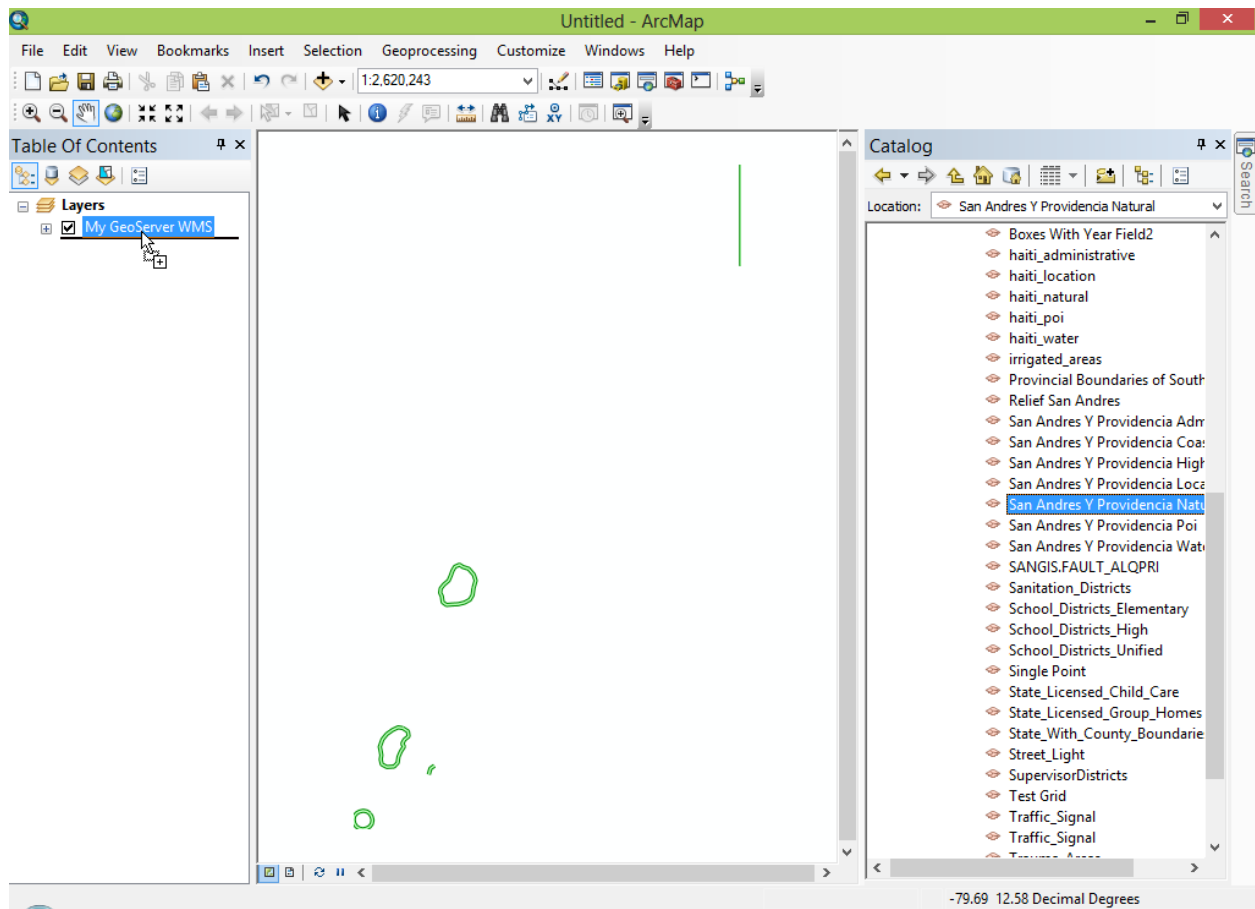 Untitled - ArcMap
File Edit View Bookmarks Insert Selection Geoprocessing Customize Windows Help
1:2,620,243
Table Of Contents
Layers
My GeoServer WMS
Catalog
Location: San Andres Y Providencia Natural
Boxes With Year Field2
haiti_administrative
haiti_location
haiti_natural
haiti_poi
haiti_water
irrigated_areas
Provincial Boundaries of South
Relief San Andres
San Andres Y Providencia Adm
San Andres Y Providencia Coas
San Andres Y Providencia High
San Andres Y Providencia Loca
San Andres Y Providencia Natu
San Andres Y Providencia Poi
San Andres Y Providencia Wate
SANGIS.FAULT_ALQPRI
Sanitation_Districts
School_Districts_Elementary
School_Districts_High
School_Districts_Unified
Single Point
State_Licensed_Child_Care
State_Licensed_Group_Homes
State_With_County_Boundarie
Street_Light
SupervisorDistricts
Test Grid
Traffic_Signal
Traffic_Signal
Search
-79.69 12.58 Decimal Degrees